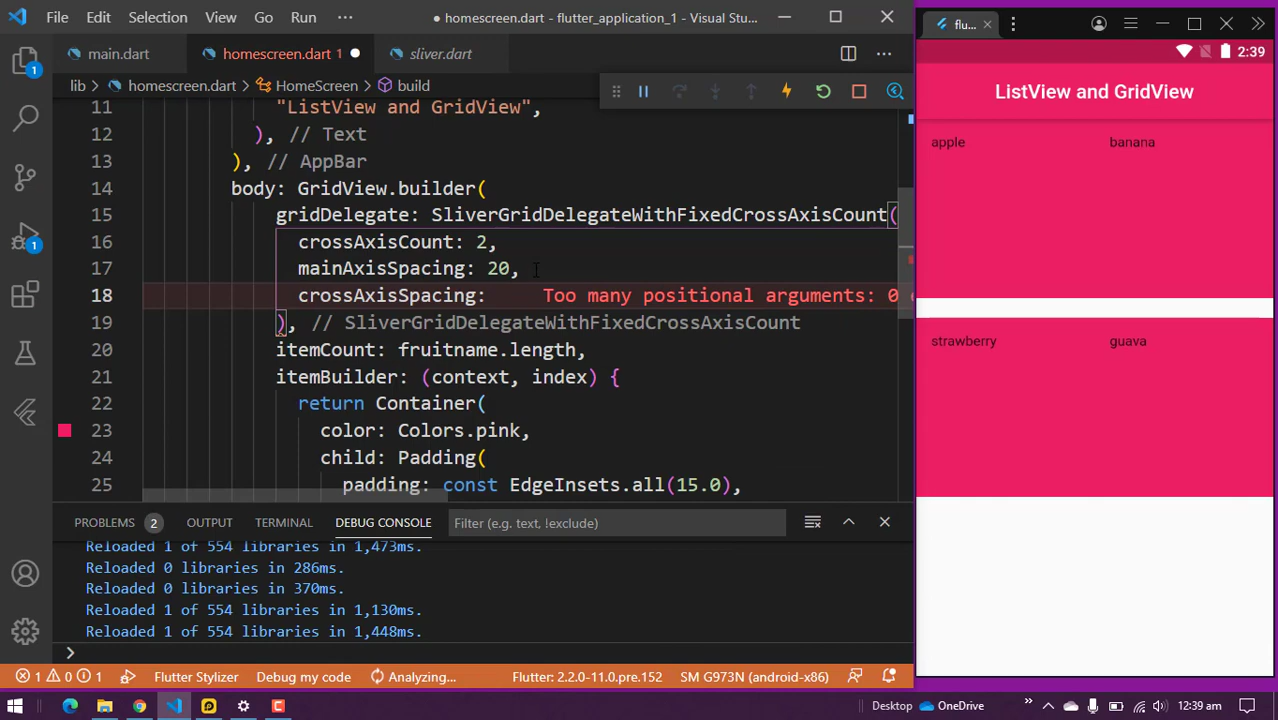 File Edit Selection View Go Run ··· ● homescreen.dart - flutter_application_1 - Visual Stu...
main.dart homescreen.dart 1 ● sliver.dart
lib > homescreen.dart > HomeScreen > build
11 "ListView and GridView",
12 ), // Text
13 ), // AppBar
14 body: GridView.builder(
15 gridDelegate: SliverGridDelegateWithFixedCrossAxisCount(
16 crossAxisCount: 2,
17 mainAxisSpacing: 20,
18 crossAxisSpacing: Too many positional arguments: 0
19 ), // SliverGridDelegateWithFixedCrossAxisCount
20 itemCount: fruitname.length,
21 itemBuilder: (context, index) {
22 return Container(
23 color: Colors.pink,
24 child: Padding(
25 padding: const EdgeInsets.all(15.0),
1
1
PROBLEMS 2 OUTPUT TERMINAL DEBUG CONSOLE Filter (e.g. text, !exclude)
Reloaded 1 of 554 libraries in 1,473ms.
Reloaded 0 libraries in 286ms.
Reloaded 0 libraries in 370ms.
Reloaded 1 of 554 libraries in 1,130ms.
Reloaded 1 of 554 libraries in 1,448ms.
>
1 0 1 Flutter Stylizer Debug my code Analyzing... Flutter: 2.2.0-11.0.pre.152 SM G973N (android-x86)
flu...
2:39
ListView and GridView
apple banana
strawberry guava
Desktop OneDrive 12:39 am